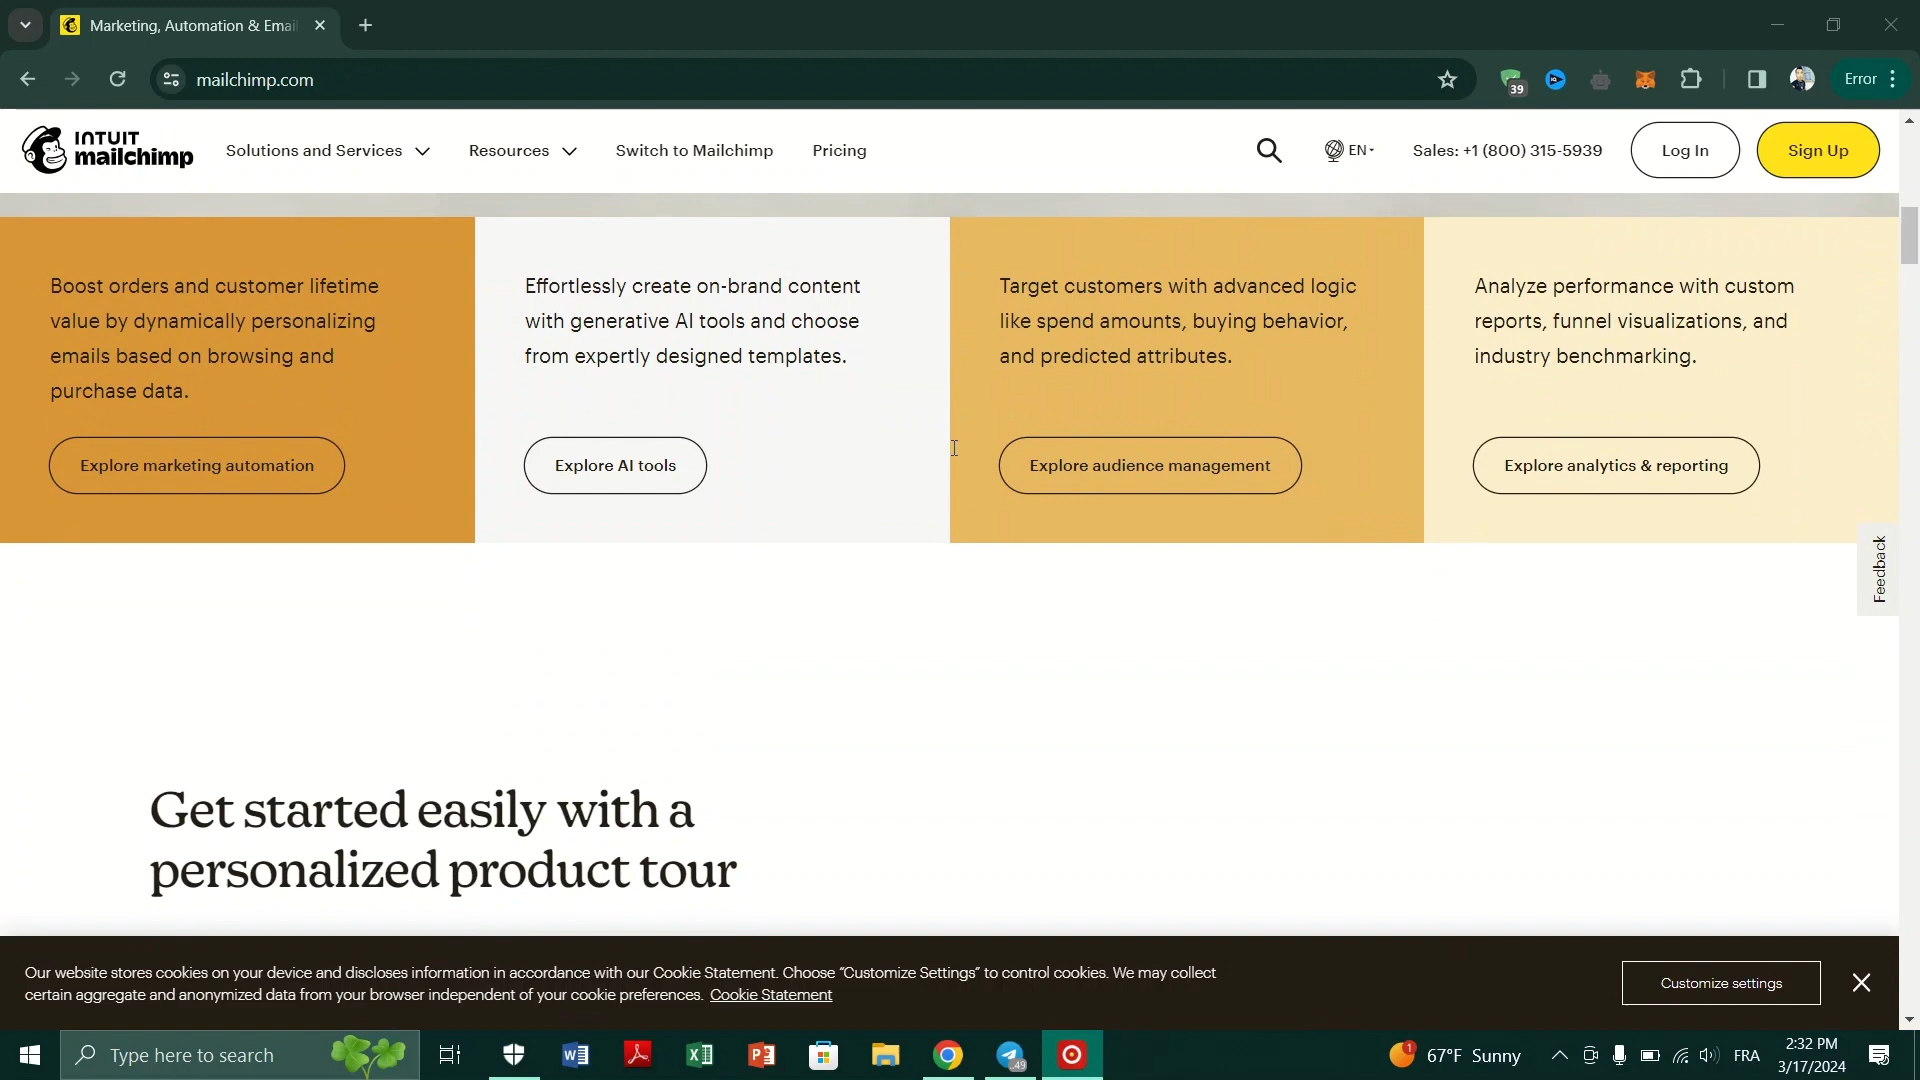 Marketing, Automation & Emai
mailchimp.com
39
Error
INTUIT
mailchimp
Solutions and Services
Resources
Switch to Mailchimp
Pricing
EN
Sales: +1 (800) 315-5939
Log In
Sign Up
Boost orders and customer lifetime
value by dynamically personalizing
emails based on browsing and
purchase data.
Explore marketing automation
Effortlessly create on-brand content
with generative AI tools and choose
from expertly designed templates.
Explore AI tools
Target customers with advanced logic
like spend amounts, buying behavior,
and predicted attributes.
Explore audience management
Analyze performance with custom
reports, funnel visualizations, and
industry benchmarking.
Explore analytics & reporting
Feedback
Get started easily with a
personalized product tour
Our website stores cookies on your device and discloses information in accordance with our Cookie Statement. Choose “Customize Settings” to control cookies. We may collect
certain aggregate and anonymized data from your browser independent of your cookie preferences. Cookie Statement
Customize settings
Type here to search
49
1
67°F Sunny
FRA
2:32 PM
3/17/2024